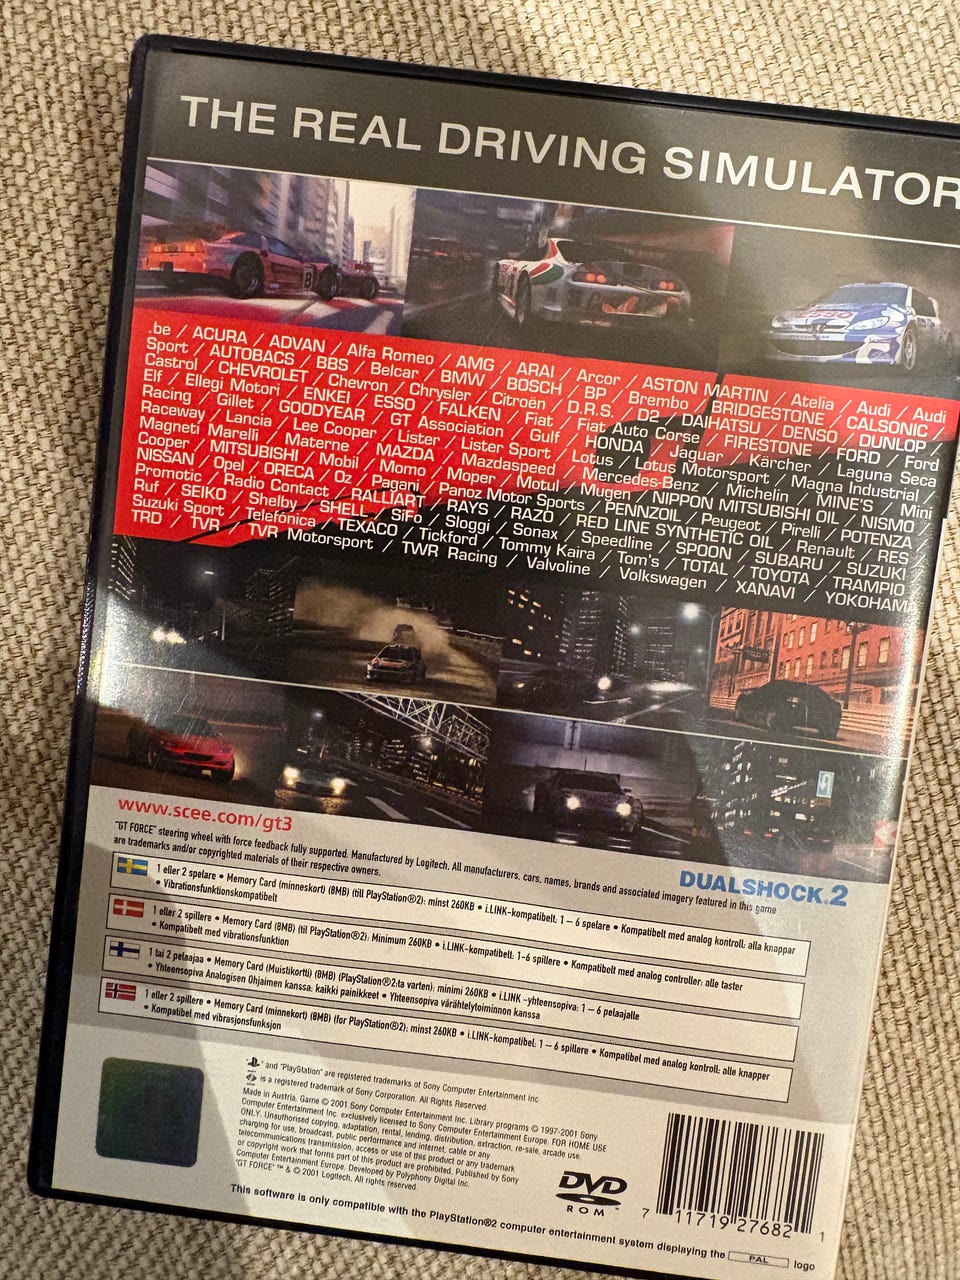 THE REAL DRIVING SIMULATOR
.be / ACURA / ADVAN / Alfa Romeo / AMG / ARAI / Arcor / ASTON MARTIN / Atelia / Audi / Audi
Sport / AUTOBACS / BBS / Belcar / BMW / BOSCH / BP / Brembo / BRIDGESTONE / CALSONIC
Castrol / CHEVROLET / Chevron / Chrysler / Citroën / D.R.S. / D2 / DAIHATSU / DENSO / DUNLOP /
Elf / Ellegi Motori / ENKEI / ESSO / FALKEN / Fiat / Fiat Auto Corse / FIRESTONE / FORD / Ford
Racing / Gillet / GOODYEAR / GT Association / Gulf / HONDA / Jaguar / Kärcher / Laguna Seca
Raceway / Lancia / Lee Cooper / Lister / Lister Sport / Lotus / Lotus Motorsport / Magna Industrial /
Magneti Marelli / Materne / MAZDA / Mazdaspeed / Mercedes-Benz / Michelin / MINE'S / Mini
Cooper / MITSUBISHI / Mobil / Momo / Moper / Motul / Mugen / NIPPON MITSUBISHI OIL / NISMO /
NISSAN / Opel / ORECA / Oz / Pagani / Panoz Motor Sports / PENNZOIL / Peugeot / Pirelli / POTENZA
Promotic / Radio Contact / RALLIART / RAYS / RAZO / RED LINE SYNTHETIC OIL / Renault / RES
Ruf / SEIKO / Shelby / SHELL / SiFo / Sloggi / Sonax / Speedline / SPOON / SUBARU / SUZUKI
Suzuki Sport / Telefónica / TEXACO / Tickford / Tommy Kaira / Tom's / TOTAL / TOYOTA / TRAMPIO
TRD / TVR / TVR Motorsport / TWR Racing / Valvoline / Volkswagen / XANAVI / YOKOHAMA
www.scee.com/gt3
"GT FORCE" steering wheel with force feedback fully supported. Manufactured by Logitech. All manufacturers, cars, names, brands and associated imagery featured in this game
are trademarks and/or copyrighted materials of their respective owners.
DUALSHOCK.2
1 eller 2 spelare • Memory Card (minneskort) (8MB) (till PlayStation®2): minst 260KB • i.LINK-kompatibelt: 1 – 6 spelare • Kompatibelt med analog kontroll: alla knappar
• Vibrationsfunktionskompatibelt
1 eller 2 spillere • Memory Card (8MB) (til PlayStation®2): Minimum 260KB • i.LINK-kompatibel: 1-6 spillere • Kompatibelt med analog controller: alle taster
• Kompatibelt med vibrationsfunktion
1 tai 2 pelaajaa • Memory Card (Muistikortti) (8MB) (PlayStation®2:ta varten): minimi 260KB • i.LINK -yhteensopiva: 1 – 6 pelaajalle
• Yhteensopiva Analogisen Ohjaimen kanssa: kaikki painikkeet • Yhteensopiva värähtelytoiminnon kanssa
1 eller 2 spillere • Memory Card (minnekort) (8MB) (for PlayStation®2): minst 260KB • i.LINK-kompatibel: 1 – 6 spillere • Kompatibel med analog kontroll: alle knapper
• Kompatibel med vibrasjonsfunksjon
" and "PlayStation" are registered trademarks of Sony Computer Entertainment Inc.
is a registered trademark of Sony Corporation. All Rights Reserved
Made in Austria. Game © 2001 Sony Computer Entertainment Inc. Library programs © 1997-2001 Sony
Computer Entertainment Inc. exclusively licensed to Sony Computer Entertainment Europe. FOR HOME USE
ONLY. Unauthorised copying, adaptation, rental, lending, distribution, extraction, re-sale, arcade use,
charging for use, broadcast, public performance and internet, cable or any
telecommunications transmission, access or use of this product or any trademark
or copyright work that forms part of this product are prohibited. Published by Sony
Computer Entertainment Europe. Developed by Polyphony Digital Inc.
"GT FORCE" ™ & © 2001 Logitech. All rights reserved.
DVD
ROM
7 11719 27682 1
This software is only compatible with the PlayStation®2 computer entertainment system displaying the PAL logo